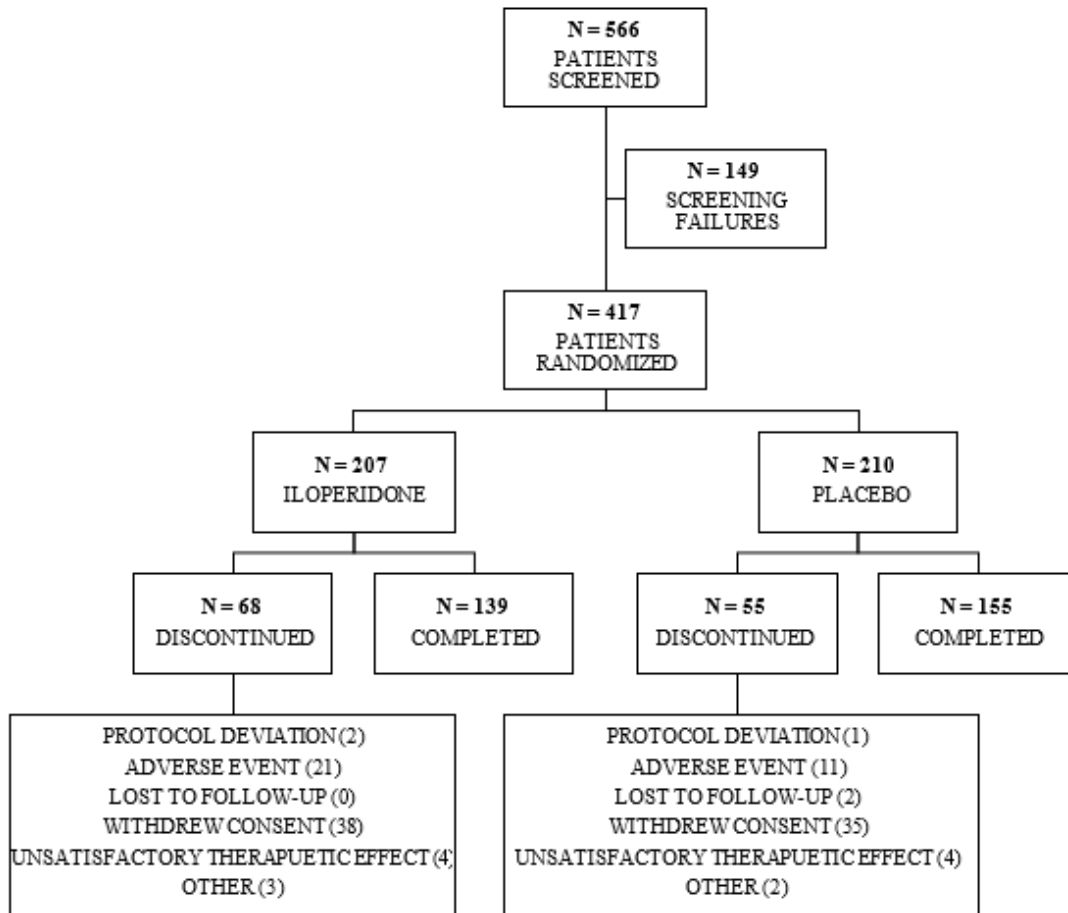 N = 566
PATIENTS
SCREENED
N = 149
SCREENING
FAILURES
N = 417
PATIENTS
RANDOMIZED
N = 207
ILOPERIDONE
N = 210
PLACEBO
N = 68
DISCONTINUED
N = 139
COMPLETED
N = 55
DISCONTINUED
N = 155
COMPLETED
PROTOCOL DEVIATION (2)
ADVERSE EVENT (21)
LOST TO FOLLOW-UP (0)
WITHDREW CONSENT (38)
UNSATISFACTORY THERAPUETIC EFFECT (4)
OTHER (3)
PROTOCOL DEVIATION (1)
ADVERSE EVENT (11)
LOST TO FOLLOW-UP (2)
WITHDREW CONSENT (35)
UNSATISFACTORY THERAPUETIC EFFECT (4)
OTHER (2)